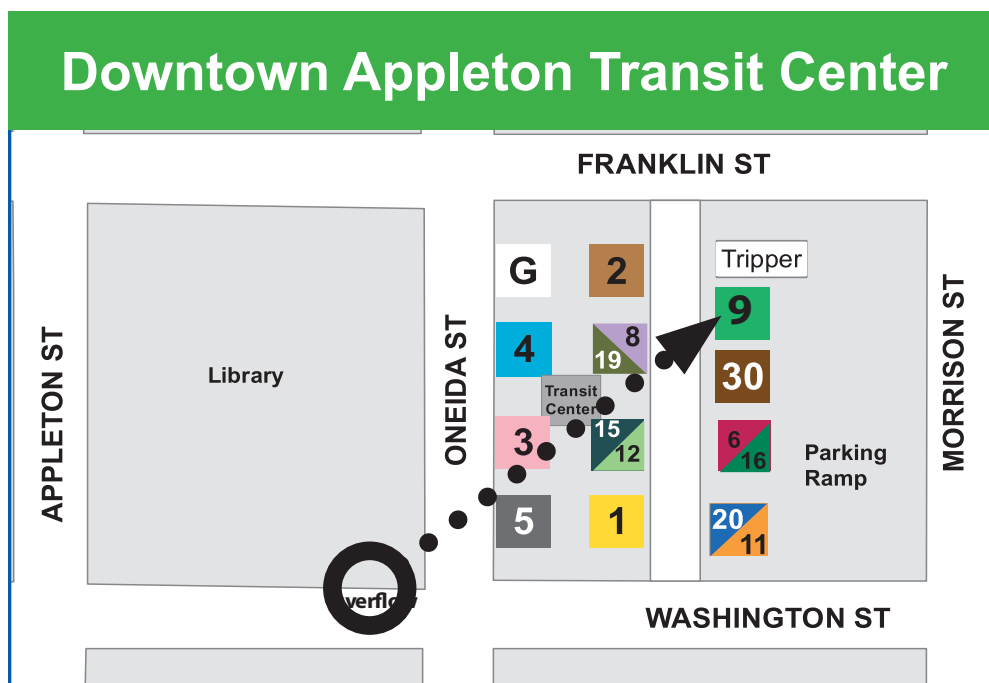 Downtown Appleton Transit Center
FRANKLIN ST
APPLETON ST
Library
ONEIDA ST
G
2
4
8
19
Transit
Center
3
15
12
5
1
Tripper
9
30
6
16
20
11
Parking
Ramp
MORRISON ST
WASHINGTON ST